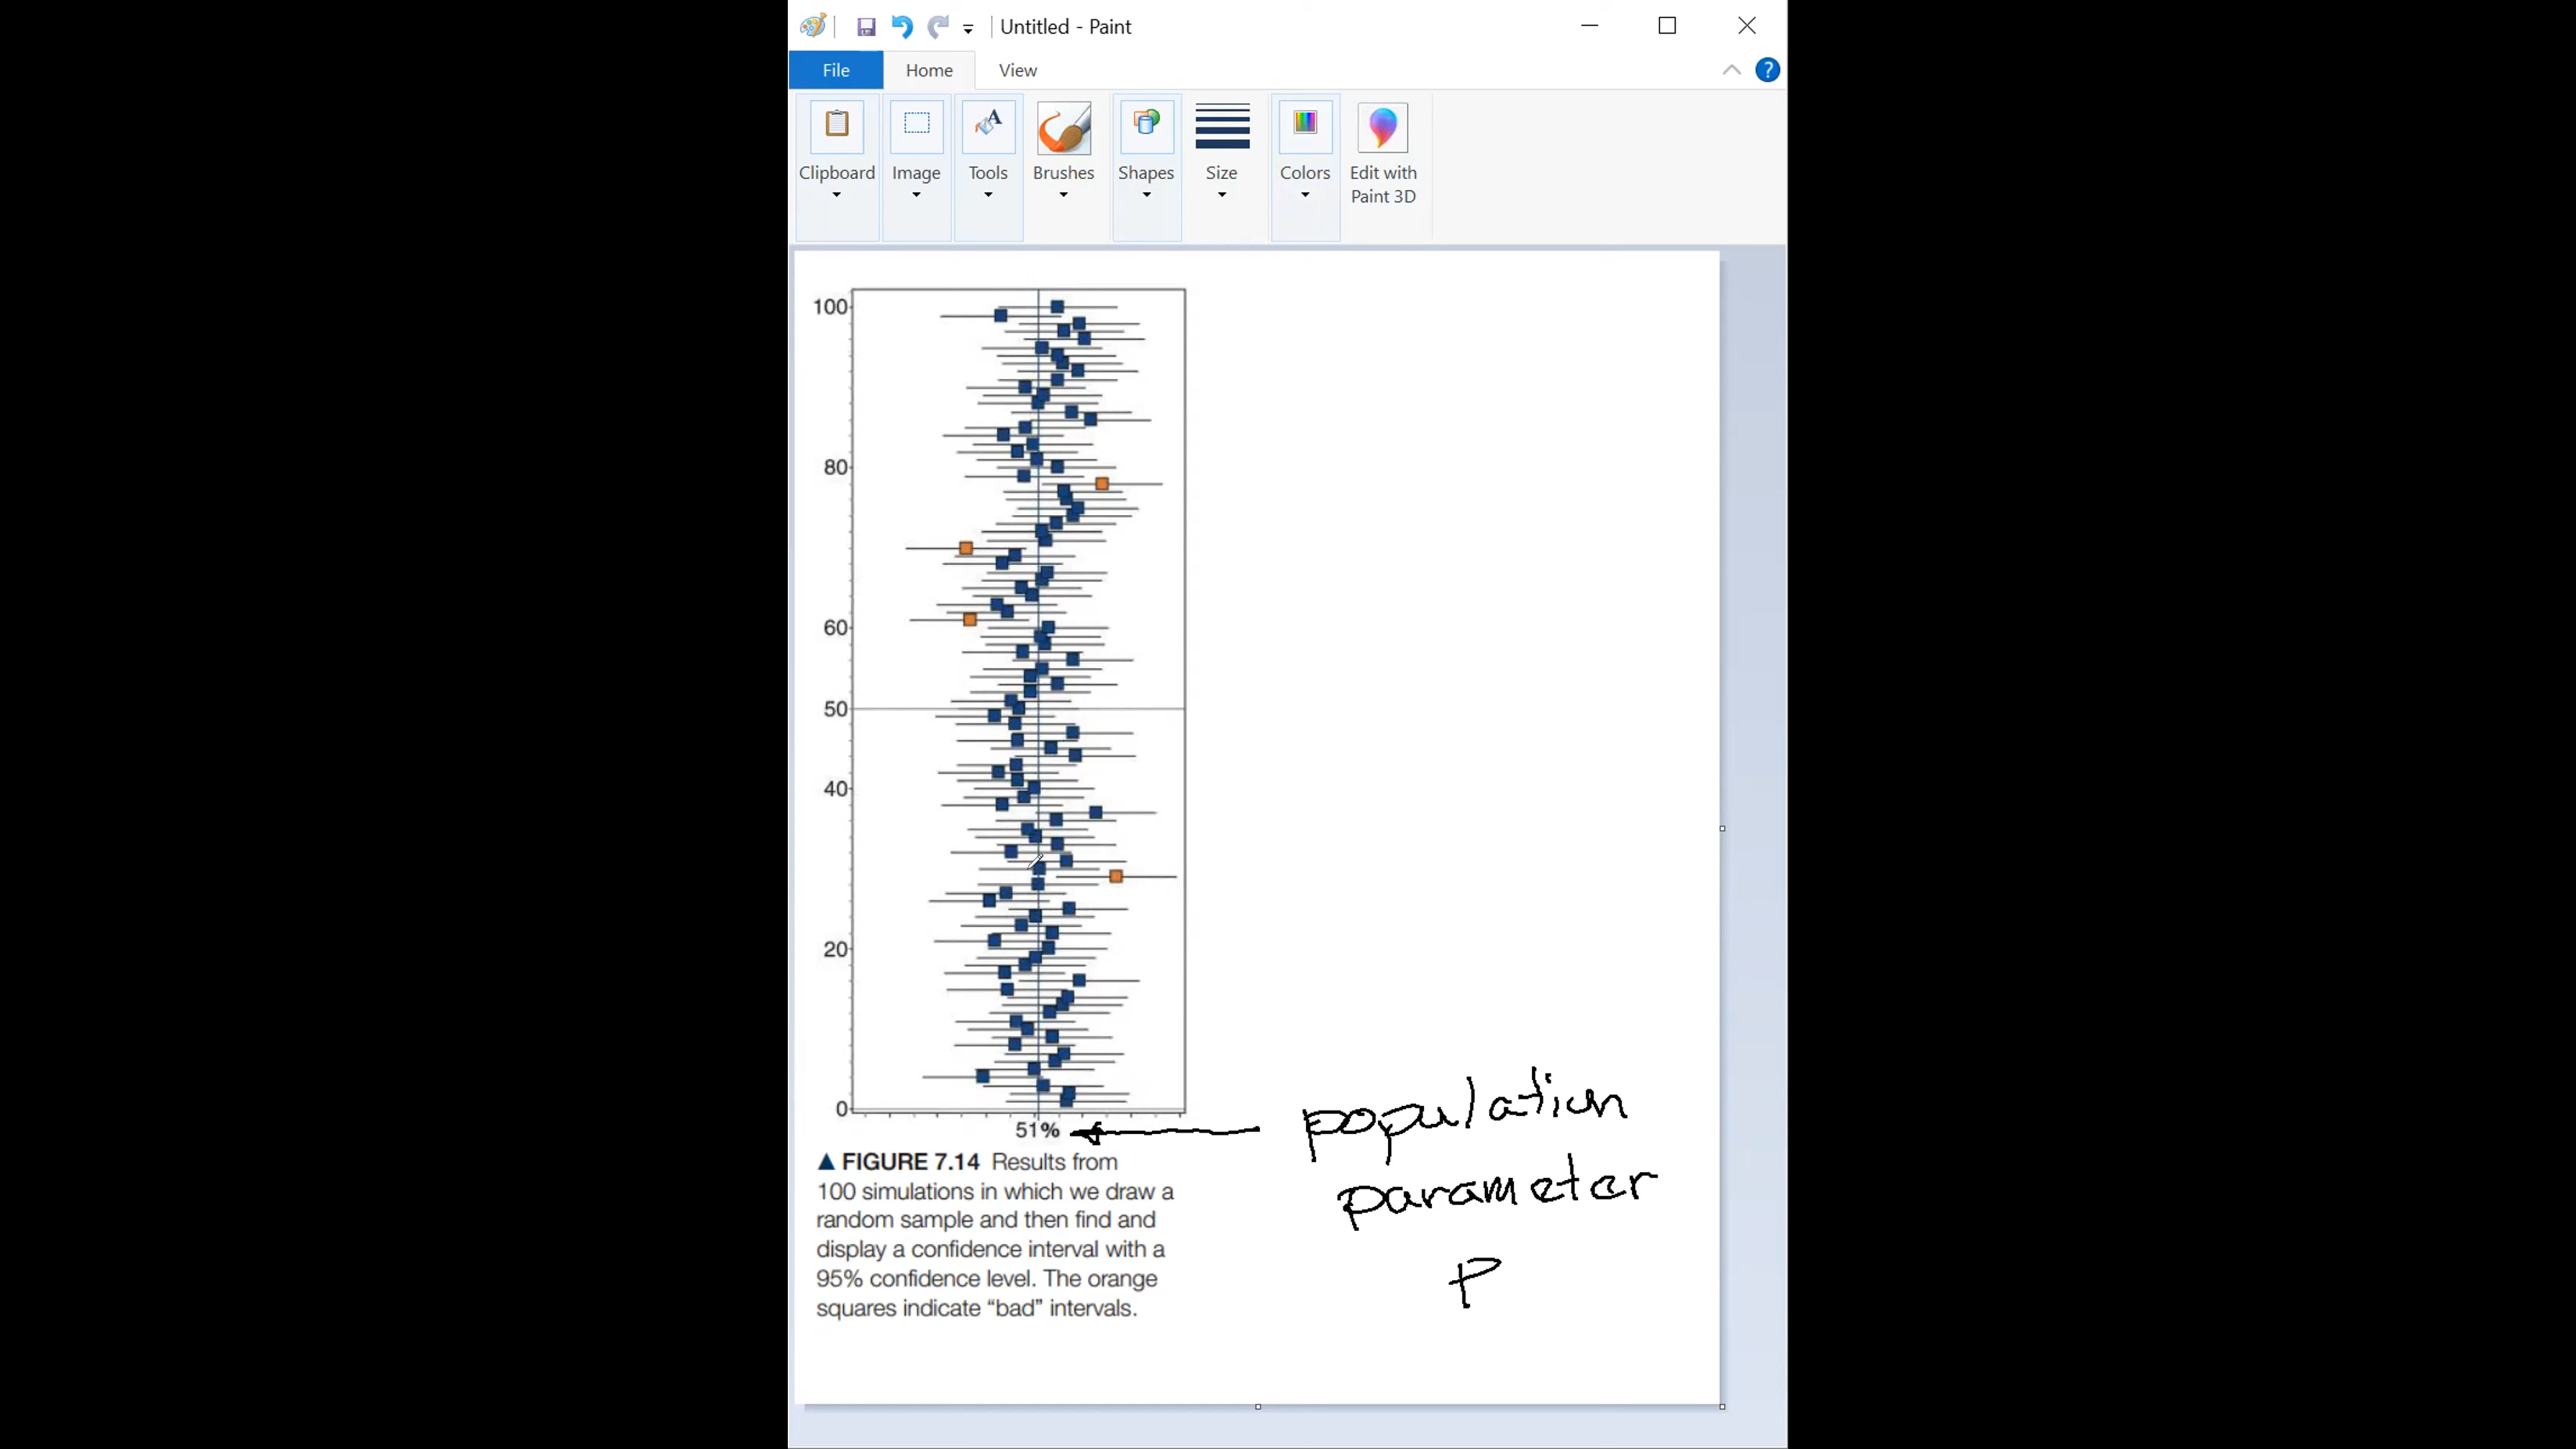 Untitled - Paint
File Home View
Clipboard Image Tools Brushes Shapes Size Colors Edit with Paint 3D
100
80
60
50
40
20
0
51%
▲ FIGURE 7.14 Results from
100 simulations in which we draw a
random sample and then find and
display a confidence interval with a
95% confidence level. The orange
squares indicate “bad” intervals.
population
parameter
P